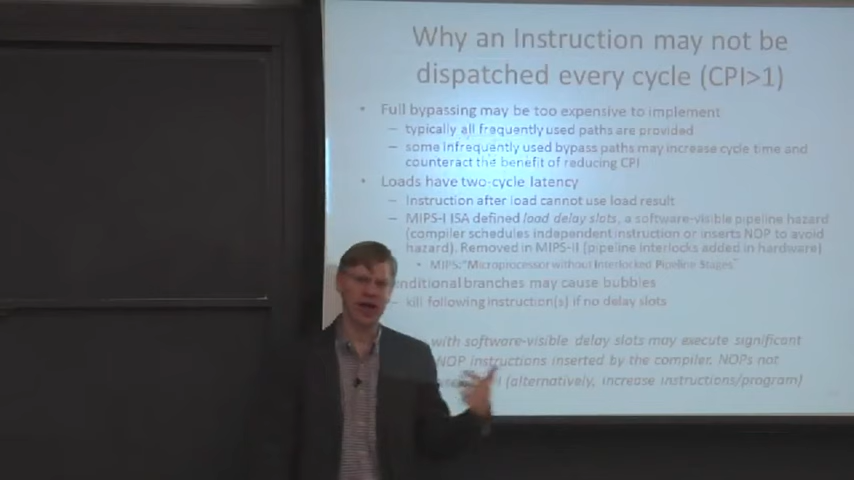 Why an Instruction may not be
dispatched every cycle (CPI>1)
• Full bypassing may be too expensive to implement
– typically all frequently used paths are provided
– some infrequently used bypass paths may increase cycle time and
counteract the benefit of reducing CPI
• Loads have two-cycle latency
– Instruction after load cannot use load result
– MIPS-I ISA defined load delay slots, a software-visible pipeline hazard
(compiler schedules independent instruction or inserts NOP to avoid
hazard). Removed in MIPS-II (pipeline interlocks added in hardware)
• MIPS:"Microprocessor without Interlocked Pipeline Stages"
nditional branches may cause bubbles
– kill following instruction(s) if no delay slots
with software-visible delay slots may execute significant
NOP instructions inserted by the compiler. NOPs not
(alternatively, increase instructions/program)